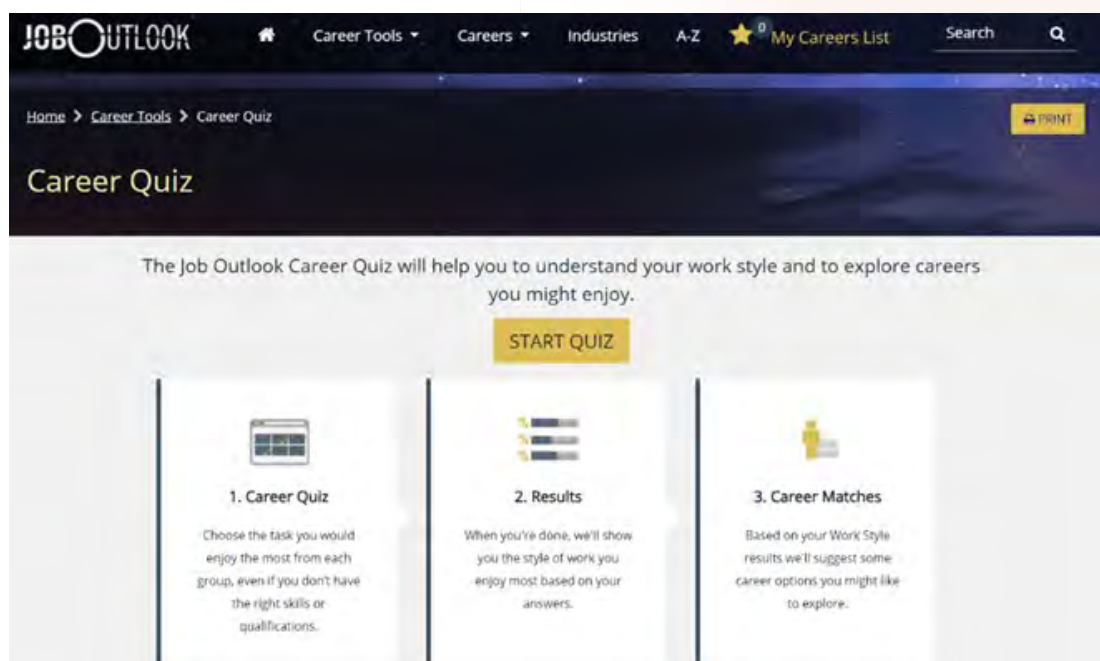 JOBOUTLOOK
Career Tools
Careers
Industries
A-Z
0
My Careers List
Search
Home > Career Tools > Career Quiz
PRINT
Career Quiz
The Job Outlook Career Quiz will help you to understand your work style and to explore careers
you might enjoy.
START QUIZ
1. Career Quiz
Choose the task you would
enjoy the most from each
group, even if you don't have
the right skills or
qualifications.
2. Results
When you're done, we'll show
you the style of work you
enjoy most based on your
answers.
3. Career Matches
Based on your Work Style
results we'll suggest some
career options you might like
to explore.